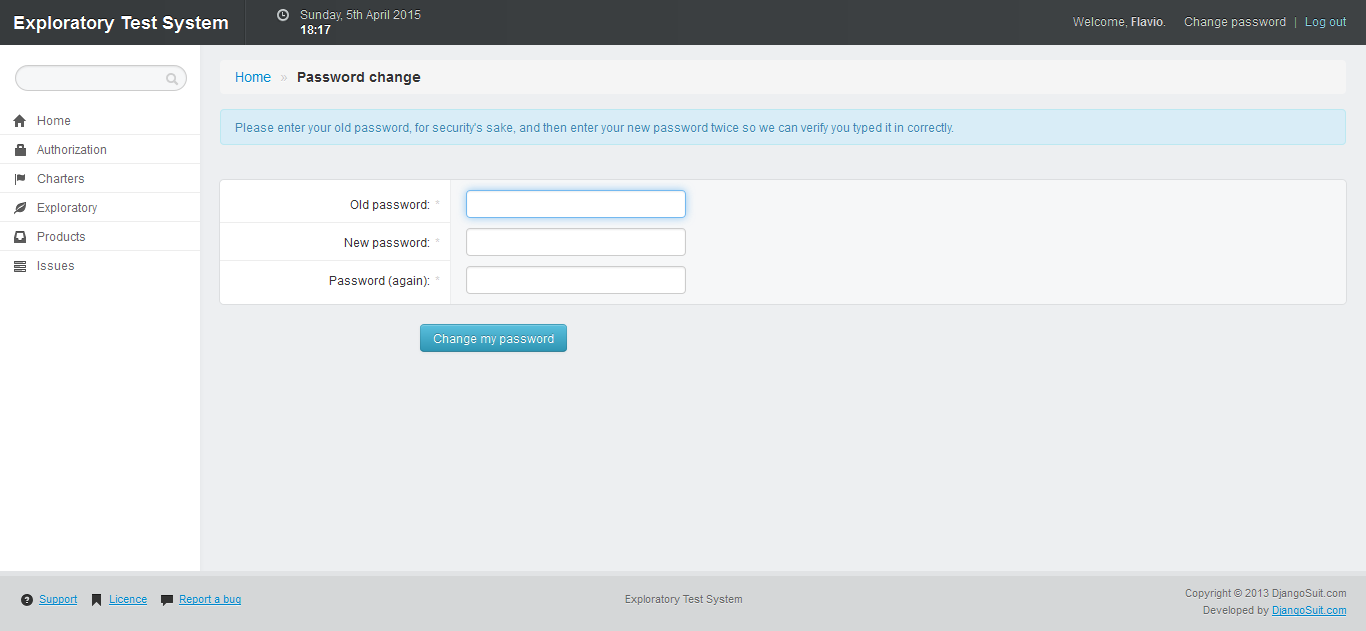 Exploratory Test System
Sunday, 5th April 2015
18:17
Welcome, Flavio. Change password | Log out
Home
Authorization
Charters
Exploratory
Products
Issues
Home » Password change
Please enter your old password, for security's sake, and then enter your new password twice so we can verify you typed it in correctly.
Old password: *
New password: *
Password (again): *
Change my password
Support Licence Report a bug
Exploratory Test System
Copyright © 2013 DjangoSuit.com
Developed by DjangoSuit.com